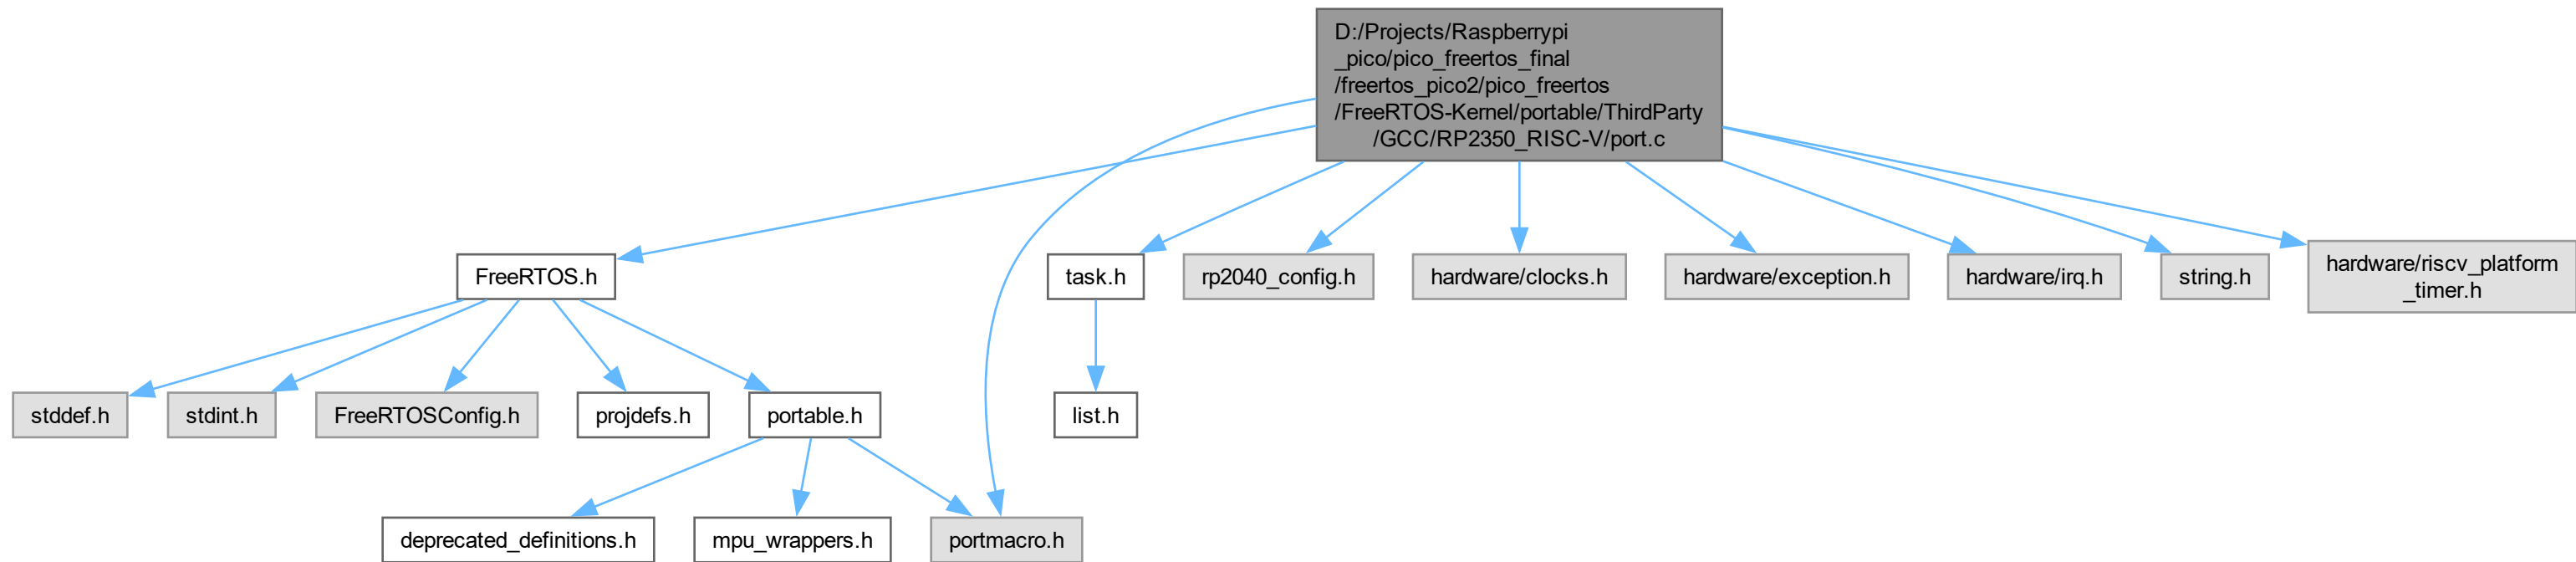 D:/Projects/Raspberrypi
_pico/pico_freertos_final
/freertos_pico2/pico_freertos
/FreeRTOS-Kernel/portable/ThirdParty
/GCC/RP2350_RISC-V/port.c
FreeRTOS.h
task.h
rp2040_config.h
hardware/clocks.h
hardware/exception.h
hardware/irq.h
string.h
hardware/riscv_platform
_timer.h
stddef.h
stdint.h
FreeRTOSConfig.h
projdefs.h
portable.h
list.h
deprecated_definitions.h
mpu_wrappers.h
portmacro.h